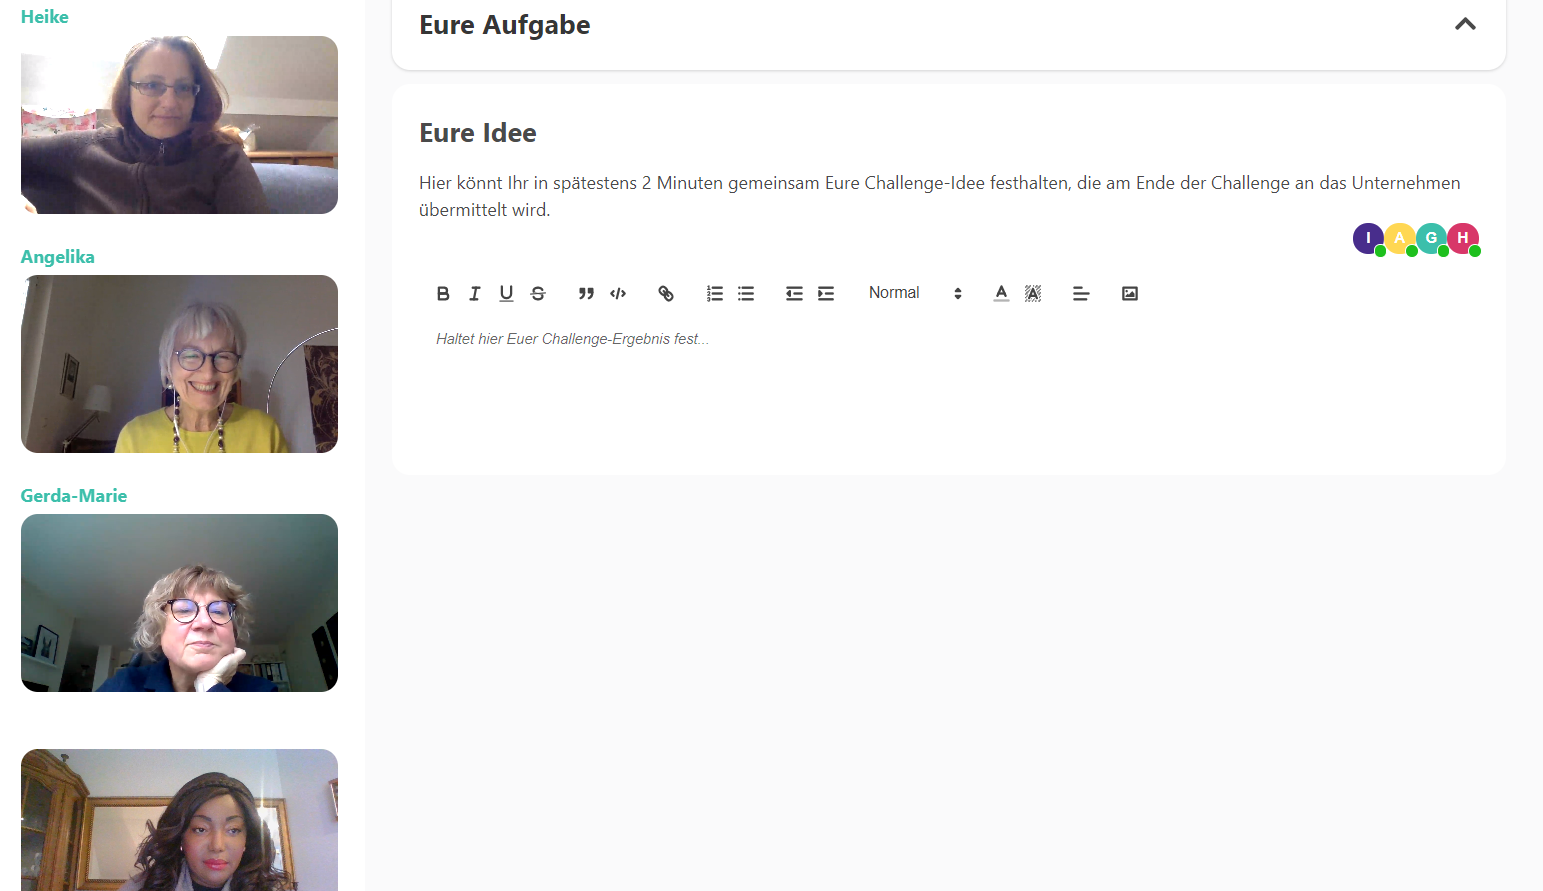 Heike
Angelika
Gerda-Marie
Eure Aufgabe
Eure Idee
Hier könnt Ihr in spätestens 2 Minuten gemeinsam Eure Challenge-Idee festhalten, die am Ende der Challenge an das Unternehmen
übermittelt wird.
I A G H
Normal
Haltet hier Euer Challenge-Ergebnis fest...